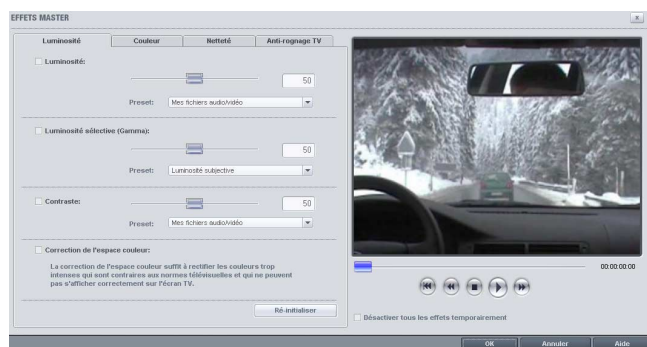 EFFETS MASTER
Luminosité Couleur Netteté Anti-rognage TV
Luminosité:
50
Preset: Mes fichiers audio/vidéo
Luminosité sélective (Gamma):
50
Preset: Luminosité subjective
Contraste:
50
Preset: Mes fichiers audio/vidéo
Correction de l'espace couleur:
La correction de l'espace couleur suffit à rectifier les couleurs trop
intenses qui sont contraires aux normes télévisuelles et qui ne peuvent
pas s'afficher correctement sur l'écran TV.
Ré-initialiser
00:00:00:00
Désactiver tous les effets temporairement
OK Annuler Aide